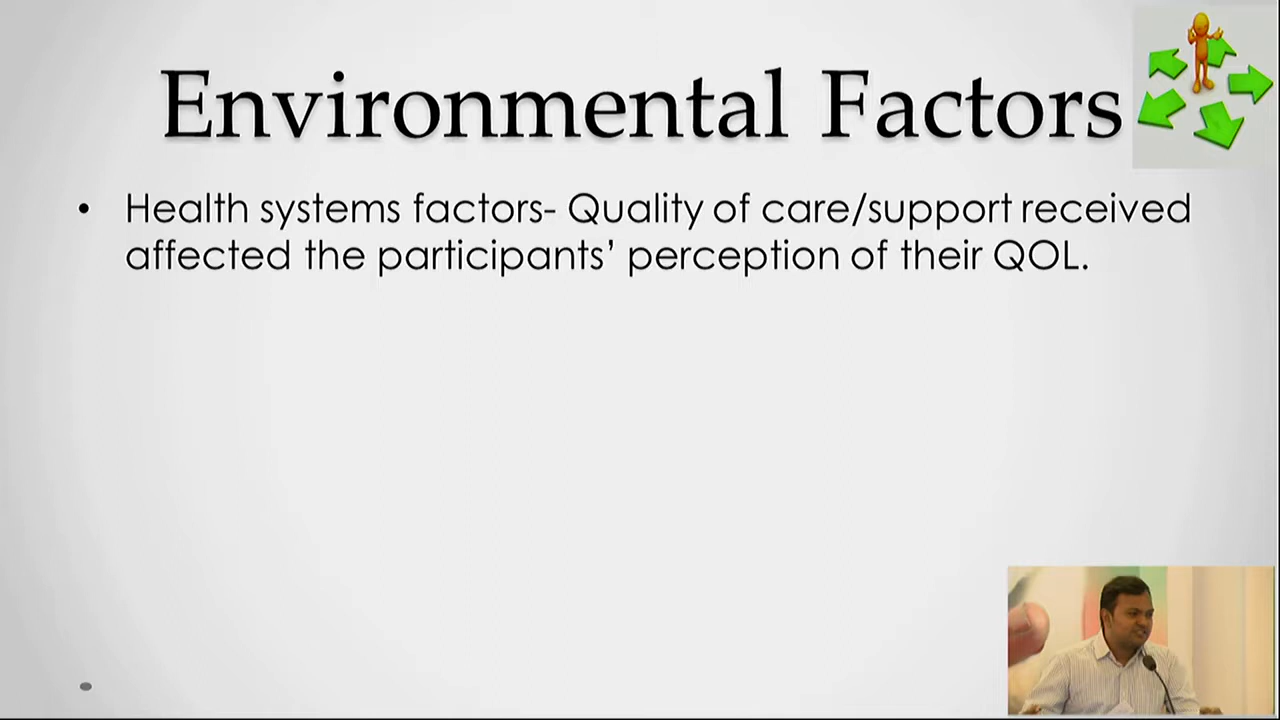 Environmental Factors
• Health systems factors- Quality of care/support received
affected the participants’ perception of their QOL.